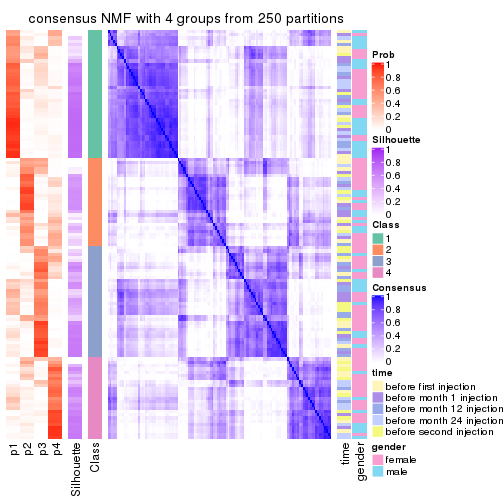 consensus NMF with 4 groups from 250 partitions
Prob
1
0.8
0.6
0.4
0.2
0
Silhouette
1
0.8
0.6
0.4
0.2
0
Class
1
2
3
4
Consensus
1
0.8
0.6
0.4
0.2
0
time
before first injection
before month 1 injection
before month 12 injection
before month 24 injection
before second injection
gender
female
male
p1
p2
p3
p4
Silhouette
Class
time
gender